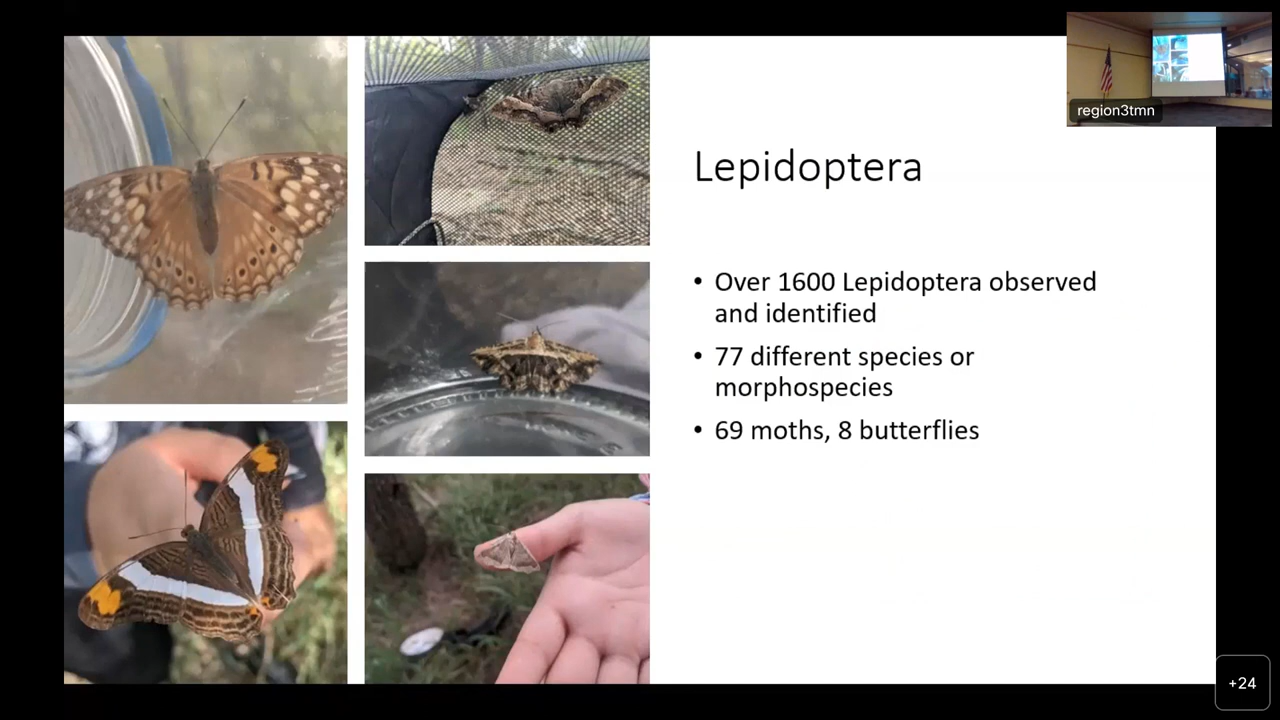 region3tmn
Lepidoptera
• Over 1600 Lepidoptera observed
and identified
• 77 different species or
morphospecies
• 69 moths, 8 butterflies
+24